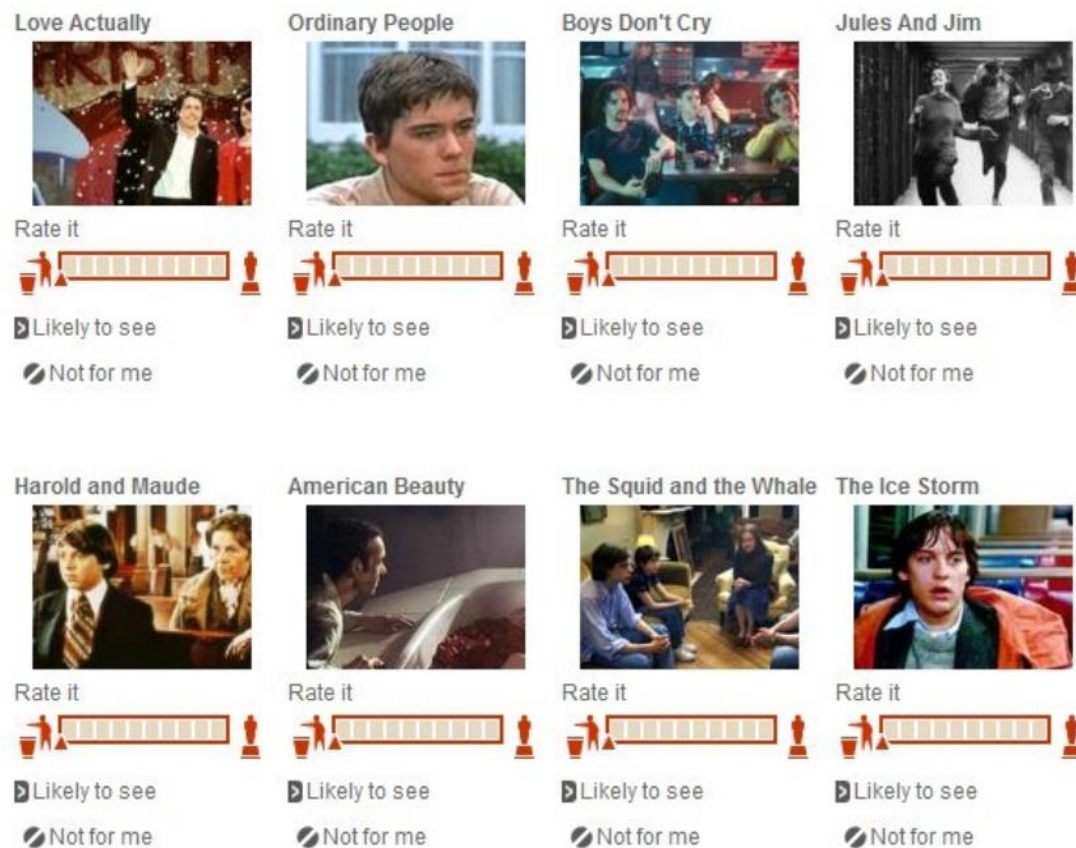 Love Actually
Ordinary People
Boys Don't Cry
Jules And Jim
Rate it
Rate it
Rate it
Rate it
Likely to see
Likely to see
Likely to see
Likely to see
Not for me
Not for me
Not for me
Not for me
Harold and Maude
American Beauty
The Squid and the Whale
The Ice Storm
Rate it
Rate it
Rate it
Rate it
Likely to see
Likely to see
Likely to see
Likely to see
Not for me
Not for me
Not for me
Not for me